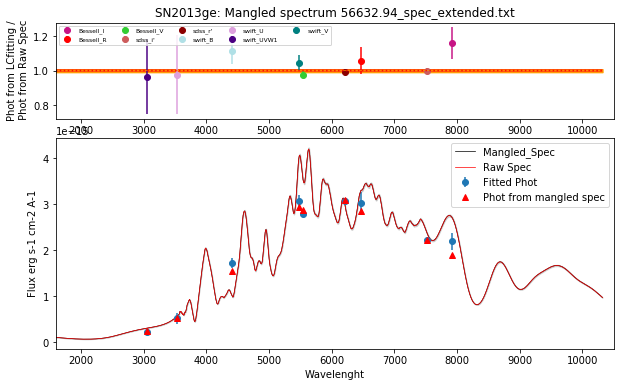 SN2013ge: Mangled spectrum 56632.94_spec_extended.txt
Phot from LCfitting /
Phot from Raw Spec
1.2
1.0
0.8
Bessell_I
Bessell_R
Bessell_V
sdss_i'
sdss_r'
swift_B
swift_U
swift_UVW1
swift_V
2000
3000
4000
5000
6000
7000
8000
9000
10000
Flux erg s-1 cm-2 A-1
4
3
2
1
0
Mangled_Spec
Raw Spec
Fitted Phot
Phot from mangled spec
2000
3000
4000
5000
6000
7000
8000
9000
10000
Wavelenght